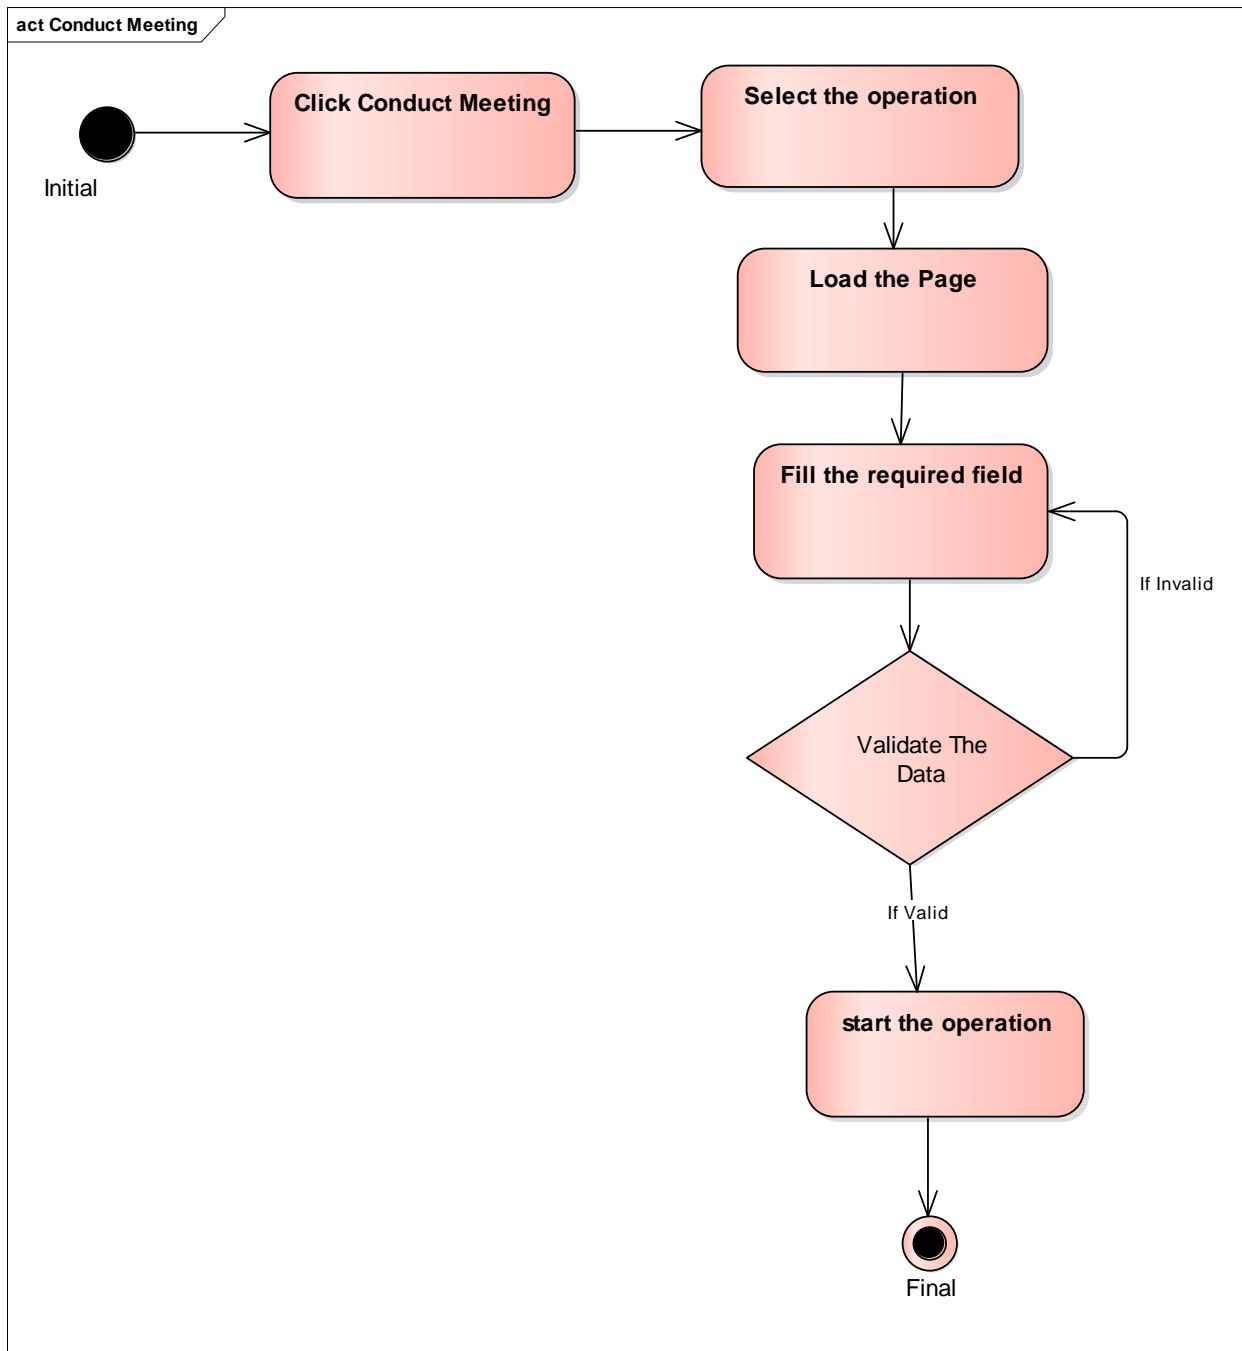 act Conduct Meeting
Click Conduct Meeting
Select the operation
Initial
Load the Page
Fill the required field
If Invalid
Validate The
Data
If Valid
start the operation
Final